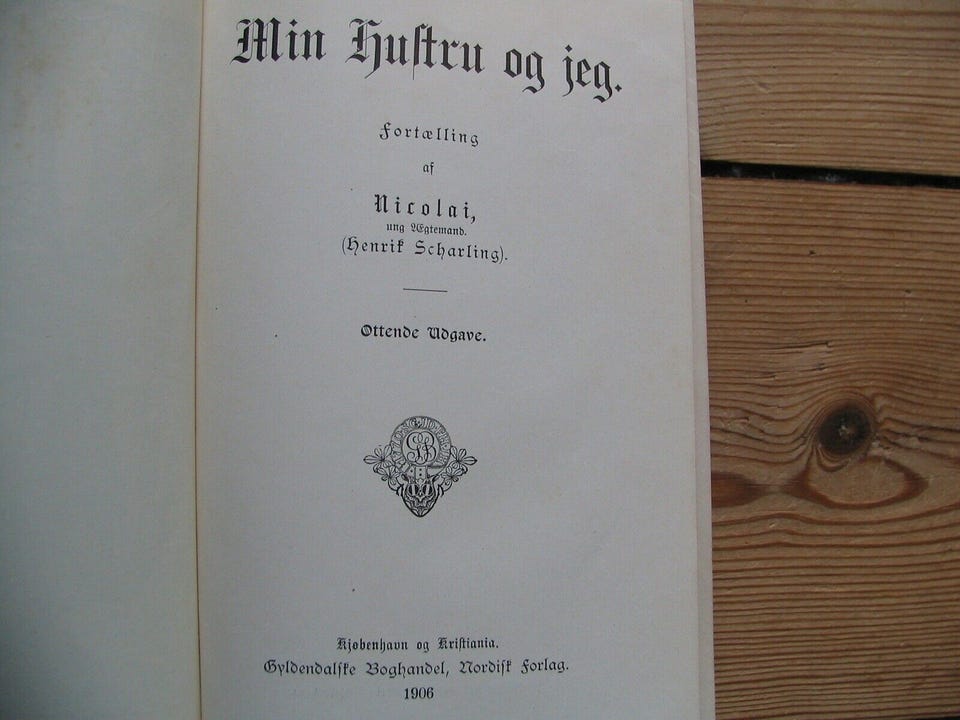 Min Hustru og jeg.
Fortælling
af
Nicolai,
ung Ægtemand.
(Henrik Scharling).
Ottende Udgave.
Kjøbenhavn og Kristiania.
Gyldendalske Boghandel, Nordisk Forlag.
1906